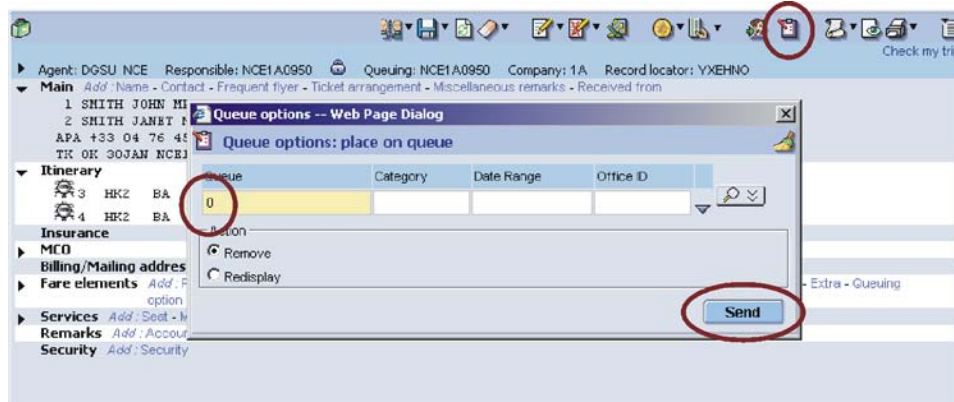 Check my tri
Agent: DGSU NCE Responsible: NCE1A0950 Queuing: NCE1A0950 Company: 1A Record locator: YXEHNO
Main Add : Name - Contact - Frequent flyer - Ticket arrangement - Miscellaneous remarks - Received from
1 SMITH JOHN
2 SMITH JANET
APA +33 04 76
TK OK 30JAN NCE1
Queue options -- Web Page Dialog
Queue options: place on queue
Queue Category Date Range Office ID
0
Action
Remove
Redisplay
Send
Itinerary
3 HK2 BA
4 HK2 BA
Insurance
MCO
Billing/Mailing addres
Fare elements Add : - Extra - Queuing
option
Services Add : Seat -
Remarks Add : Accou
Security Add : Security